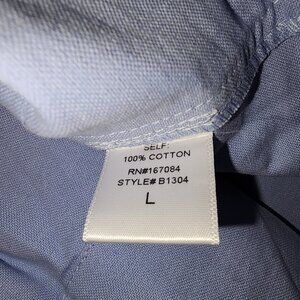 SELF:
100% COTTON
RN#167084
STYLE# B1304
L